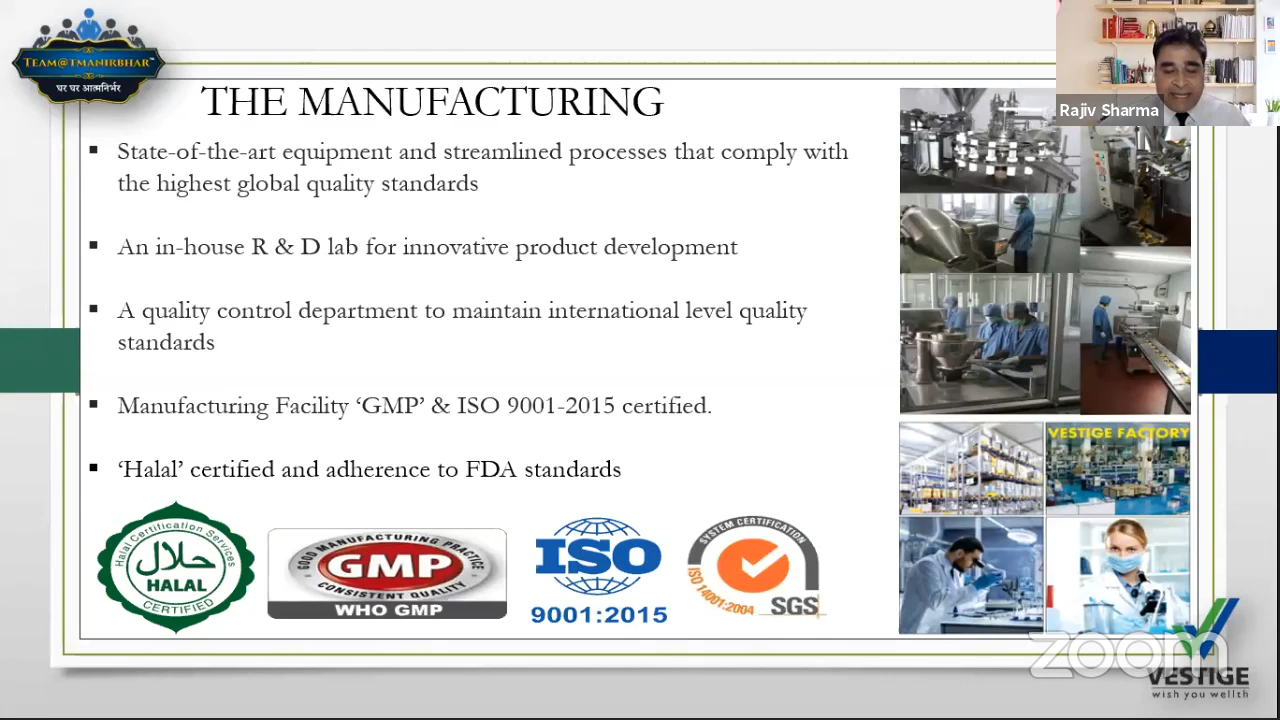 TEAM@TMANIRBHAR™
घर घर आत्मनिर्भर
Rajiv Sharma
THE MANUFACTURING
▪ State-of-the-art equipment and streamlined processes that comply with
the highest global quality standards
▪ An in-house R & D lab for innovative product development
▪ A quality control department to maintain international level quality
standards
▪ Manufacturing Facility ‘GMP’ & ISO 9001-2015 certified.
▪ ‘Halal’ certified and adherence to FDA standards
VESTIGE FACTORY
Halal Certification Services
حلال
HALAL
CERTIFIED
GOOD MANUFACTURING PRACTICE
GMP
CONSISTENT QUALITY
WHO GMP
ISO
9001:2015
SYSTEM CERTIFICATION
ISO 14001:2004
SGS
zoom
VESTIGE
wish you wellth